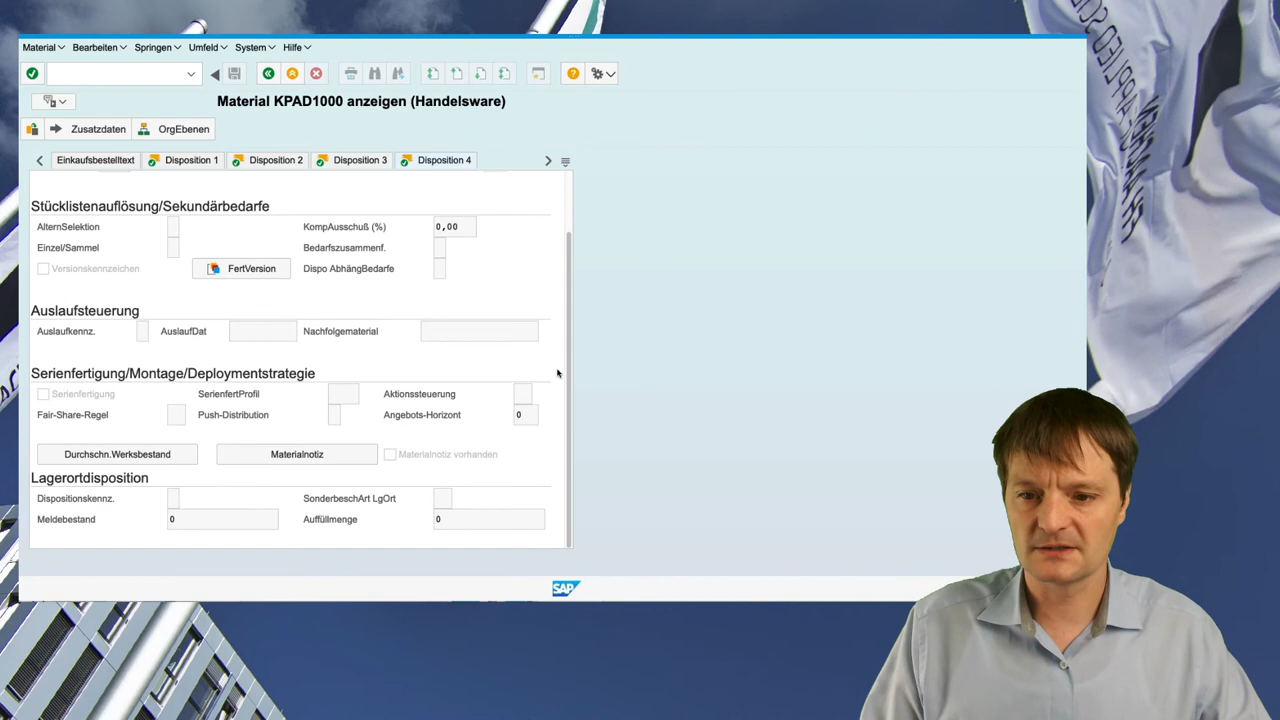 Material Bearbeiten Springen Umfeld System Hilfe
Material KPAD1000 anzeigen (Handelsware)
Zusatzdaten OrgEbenen
Einkaufsbestelltext Disposition 1 Disposition 2 Disposition 3 Disposition 4
Stücklistenauflösung/Sekundärbedarfe
AlternSelektion KompAusschuß (%) 0,00
Einzel/Sammel Bedarfszusammenf.
Versionskennzeichen FertVersion Dispo AbhängBedarfe
Auslaufsteuerung
Auslaufkennz. AuslaufDat Nachfolgematerial
Serienfertigung/Montage/Deploymentstrategie
Serienfertigung SerienfertProfil Aktionssteuerung
Fair-Share-Regel Push-Distribution Angebots-Horizont 0
Durchschn.Werksbestand Materialnotiz Materialnotiz vorhanden
Lagerortdisposition
Dispositionskennz. SonderbeschArt LgOrt
Meldebestand 0 Auffüllmenge 0
SAP